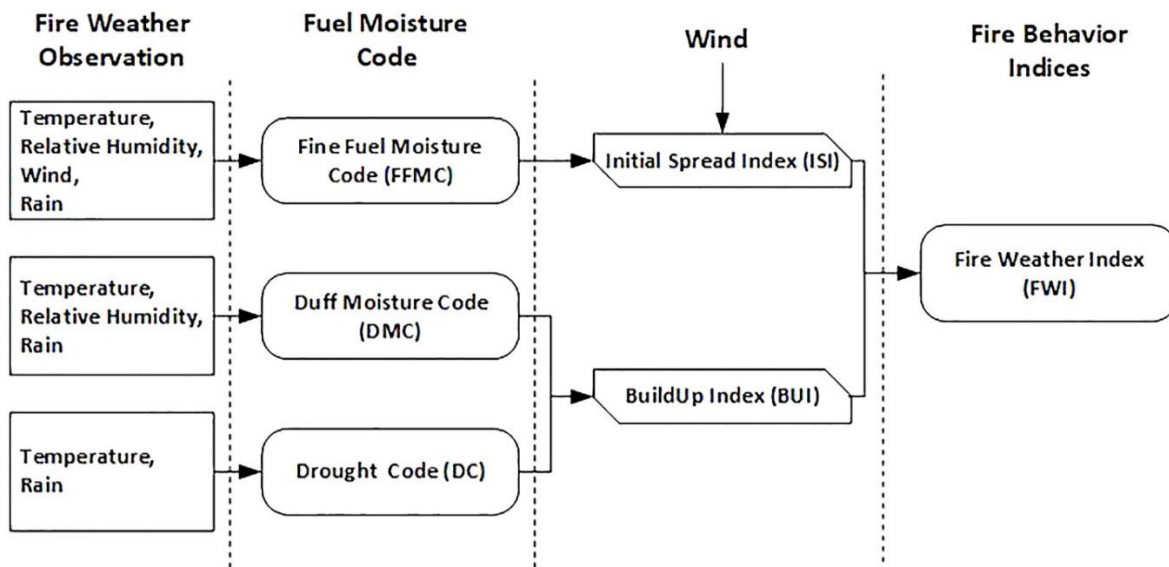 Fire Weather
Observation
Fuel Moisture
Code
Wind
Fire Behavior
Indices
Temperature,
Relative Humidity,
Wind,
Rain
Fine Fuel Moisture
Code (FFMC)
Initial Spread Index (ISI)
Temperature,
Relative Humidity,
Rain
Duff Moisture Code
(DMC)
Fire Weather Index
(FWI)
BuildUp Index (BUI)
Temperature,
Rain
Drought Code (DC)